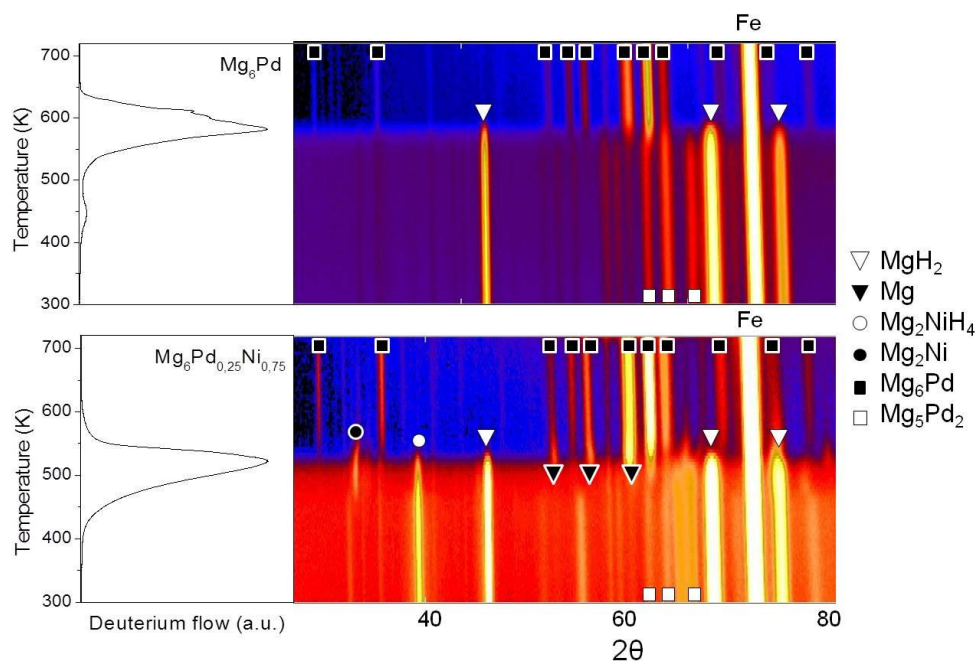 Fe
700
600
500
400
300
Temperature (K)
Mg₆Pd
MgH₂
Mg
Mg₂NiH₄
Mg₂Ni
Mg₆Pd
Mg₅Pd₂
Fe
700
600
500
400
300
Temperature (K)
Mg₆Pd₀,₂₅Ni₀,₇₅
Deuterium flow (a.u.)
40
60
80
2θ